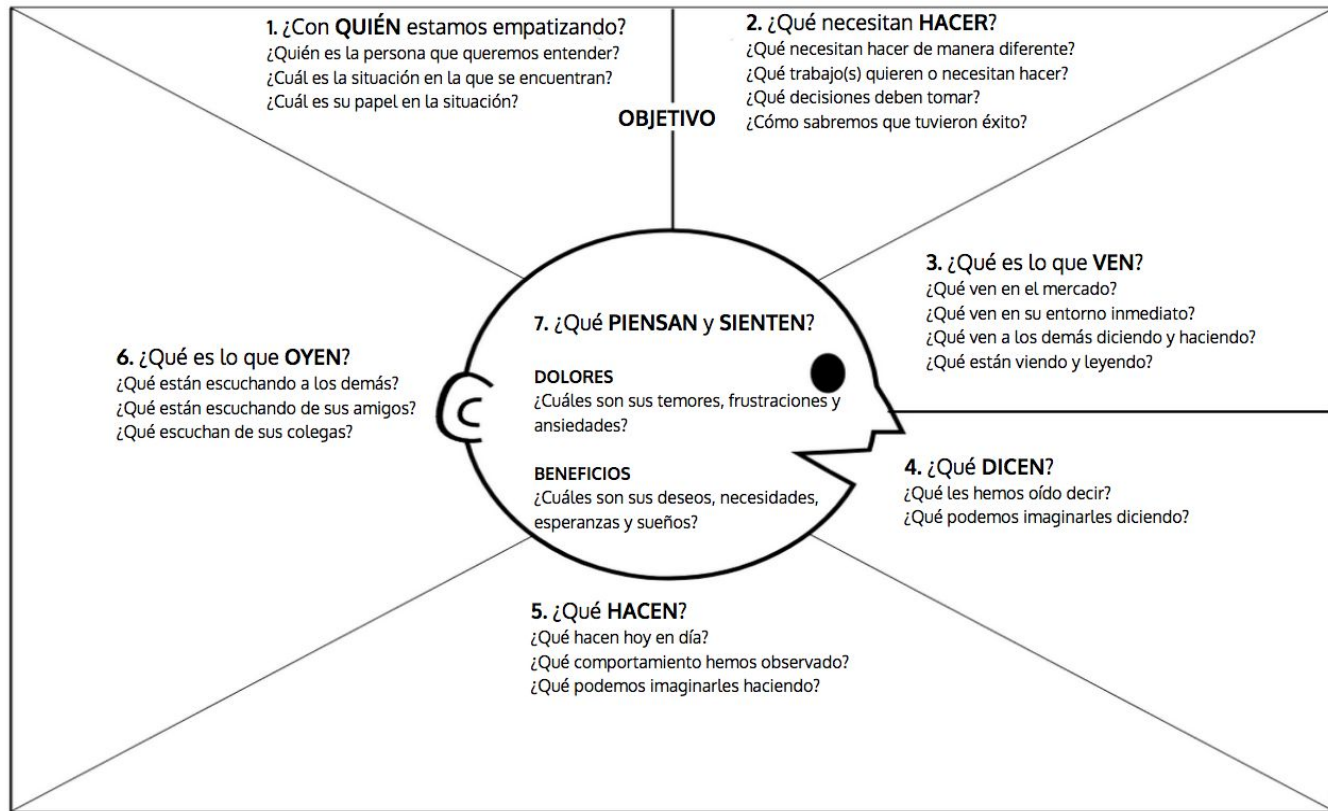 1. ¿Con QUIÉN estamos empatizando?
¿Quién es la persona que queremos entender?
¿Cuál es la situación en la que se encuentran?
¿Cuál es su papel en la situación?
OBJETIVO
2. ¿Qué necesitan HACER?
¿Qué necesitan hacer de manera diferente?
¿Qué trabajo(s) quieren o necesitan hacer?
¿Qué decisiones deben tomar?
¿Cómo sabremos que tuvieron éxito?
3. ¿Qué es lo que VEN?
¿Qué ven en el mercado?
¿Qué ven en su entorno inmediato?
¿Qué ven a los demás diciendo y haciendo?
¿Qué están viendo y leyendo?
4. ¿Qué DICEN?
¿Qué les hemos oído decir?
¿Qué podemos imaginarles diciendo?
5. ¿Qué HACEN?
¿Qué hacen hoy en día?
¿Qué comportamiento hemos observado?
¿Qué podemos imaginarles haciendo?
6. ¿Qué es lo que OYEN?
¿Qué están escuchando a los demás?
¿Qué están escuchando de sus amigos?
¿Qué escuchan de sus colegas?
7. ¿Qué PIENSAN y SIENTEN?
DOLORES
¿Cuáles son sus temores, frustraciones y
ansiedades?
BENEFICIOS
¿Cuáles son sus deseos, necesidades,
esperanzas y sueños?